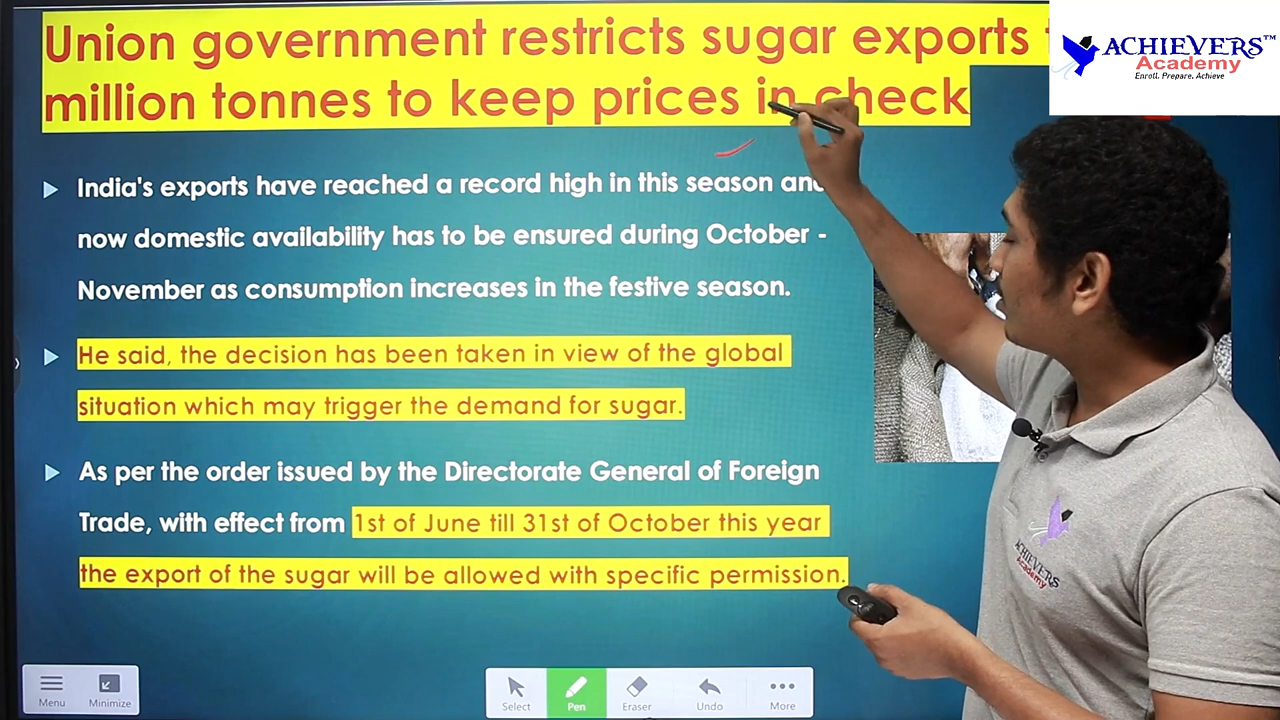 Union government restricts sugar exports
million tonnes to keep prices in check
ACHIEVERS™
Academy
Enroll. Prepare. Achieve
India's exports have reached a record high in this season and
now domestic availability has to be ensured during October -
November as consumption increases in the festive season.
He said, the decision has been taken in view of the global
situation which may trigger the demand for sugar.
As per the order issued by the Directorate General of Foreign
Trade, with effect from 1st of June till 31st of October this year
the export of the sugar will be allowed with specific permission.
ACHIEVERS
Academy
Menu
Minimize
Select
Pen
Eraser
Undo
More